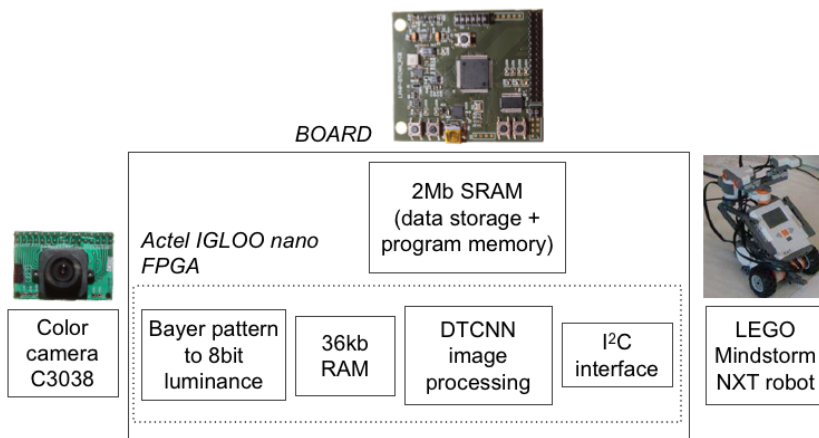 BOARD
2Mb SRAM
(data storage +
program memory)
Actel IGLOO nano
FPGA
Color
camera
C3038
Bayer pattern
to 8bit
luminance
36kb
RAM
DTCNN
image
processing
I²C
interface
LEGO
Mindstorm
NXT robot